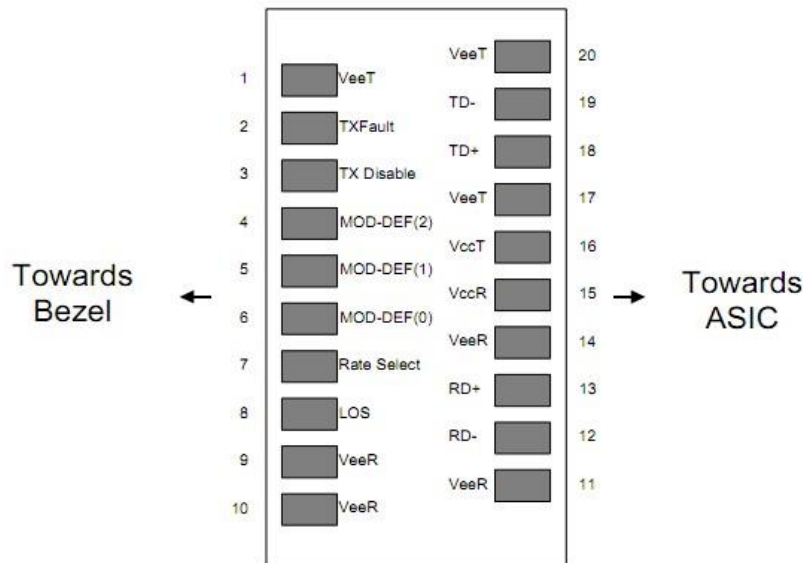 VeeT 20
1 VeeT
TD- 19
2 TXFault
TD+ 18
3 TX Disable
VeeT 17
4 MOD-DEF(2)
VccT 16
5 MOD-DEF(1)
Towards
Bezel
VccR 15
Towards
ASIC
6 MOD-DEF(0)
VeeR 14
7 Rate Select
RD+ 13
8 LOS
RD- 12
9 VeeR
VeeR 11
10 VeeR